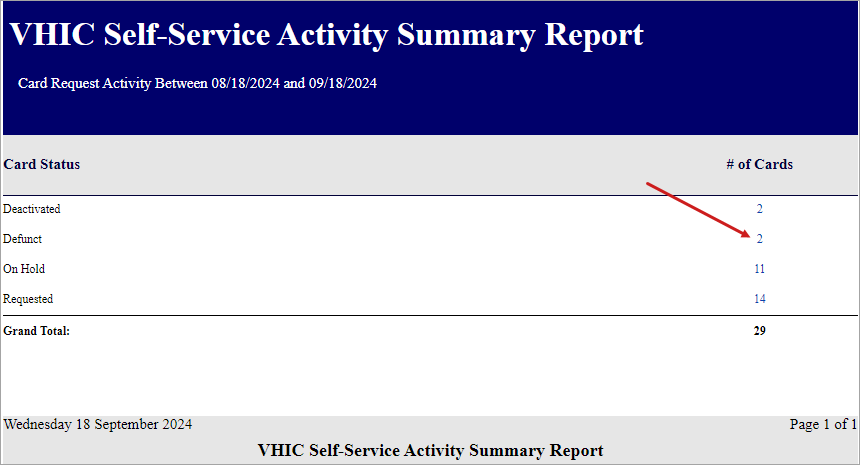 VHIC Self-Service Activity Summary Report
Card Request Activity Between 08/18/2024 and 09/18/2024
Card Status # of Cards
Deactivated 2
Defunct 2
On Hold 11
Requested 14
Grand Total: 29
Wednesday 18 September 2024 Page 1 of 1
VHIC Self-Service Activity Summary Report